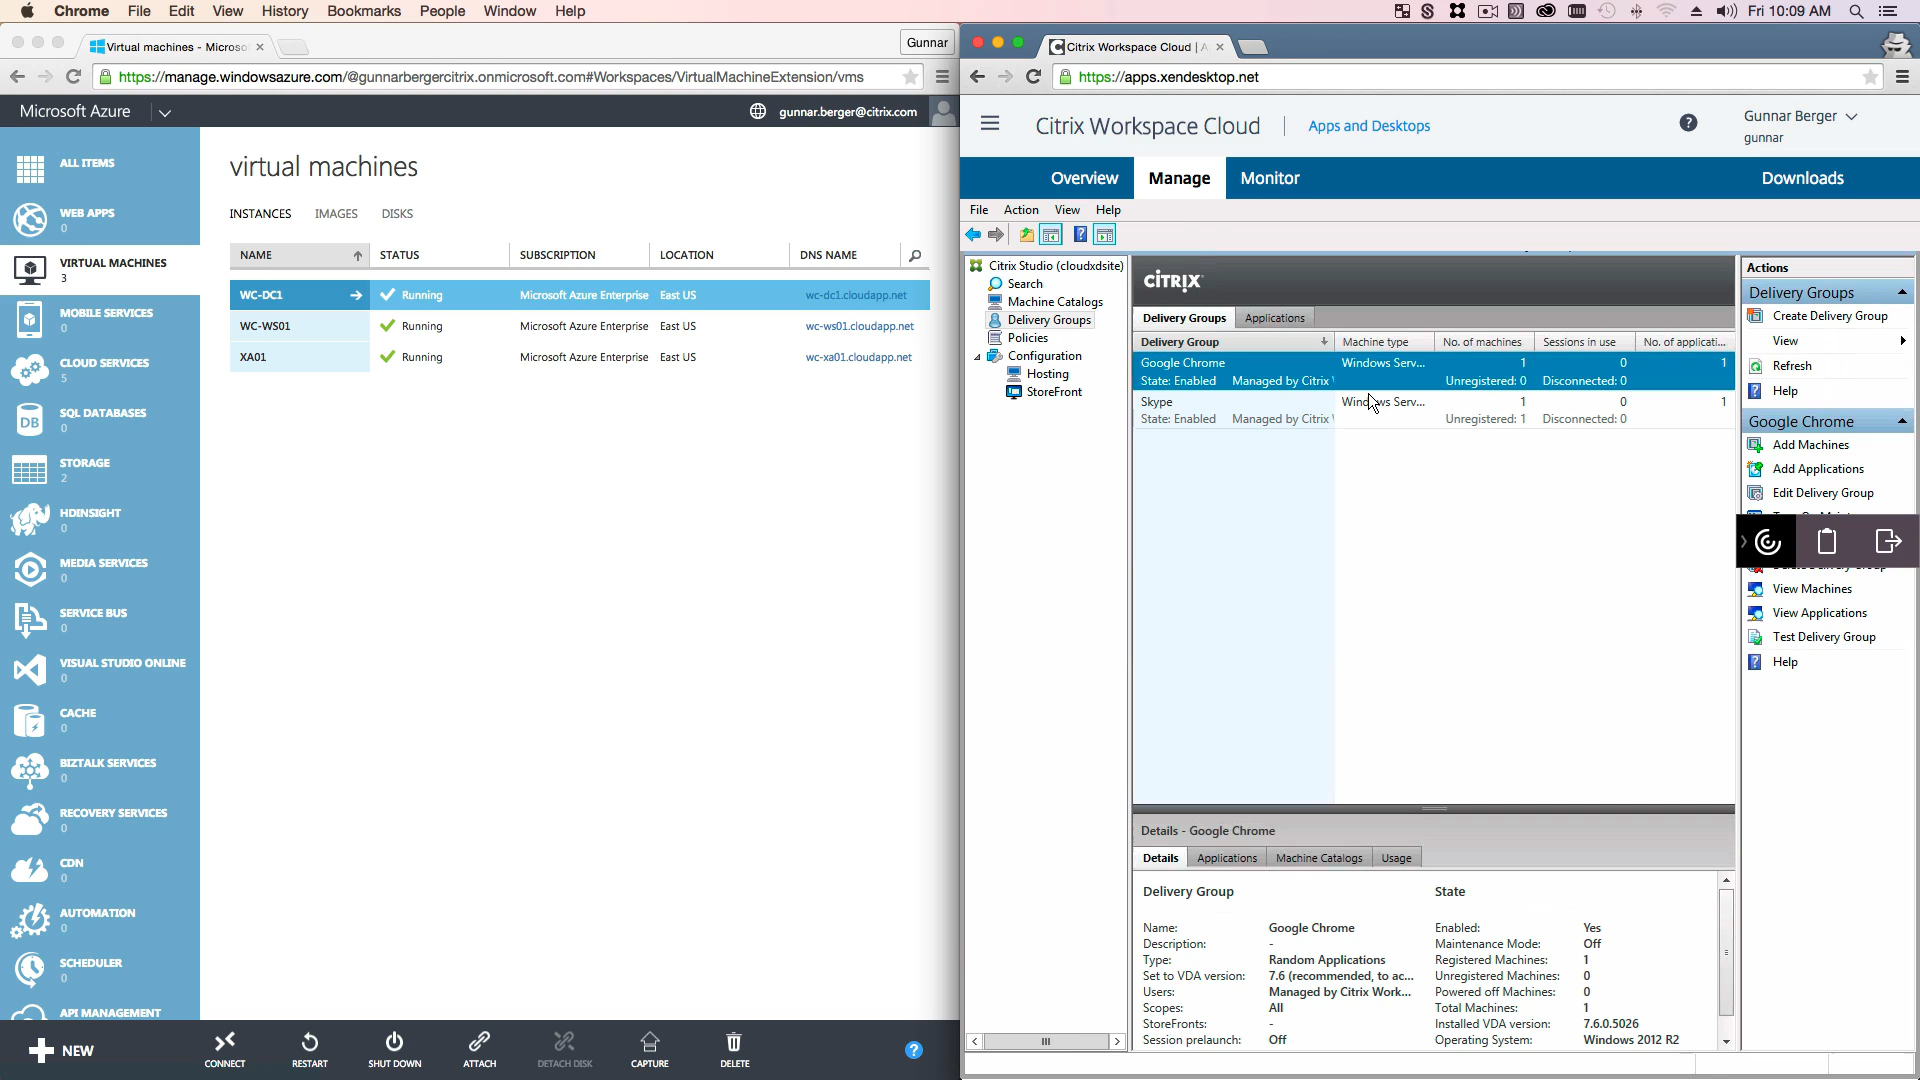 Chrome File Edit View History Bookmarks People Window Help
Fri 10:09 AM
Virtual machines - Microso
Gunnar
https://manage.windowsazure.com/@gunnarbergercitrix.onmicrosoft.com#Workspaces/VirtualMachineExtension/vms
Microsoft Azure
gunnar.berger@citrix.com
ALL ITEMS
WEB APPS
0
VIRTUAL MACHINES
3
MOBILE SERVICES
0
CLOUD SERVICES
5
SQL DATABASES
0
STORAGE
2
HDINSIGHT
0
MEDIA SERVICES
0
SERVICE BUS
0
VISUAL STUDIO ONLINE
0
CACHE
0
BIZTALK SERVICES
0
RECOVERY SERVICES
0
CDN
0
AUTOMATION
0
SCHEDULER
0
API MANAGEMENT
virtual machines
INSTANCES IMAGES DISKS
NAME STATUS SUBSCRIPTION LOCATION DNS NAME
WC-DC1 Running Microsoft Azure Enterprise East US wc-dc1.cloudapp.net
WC-WS01 Running Microsoft Azure Enterprise East US wc-ws01.cloudapp.net
XA01 Running Microsoft Azure Enterprise East US wc-xa01.cloudapp.net
NEW
CONNECT RESTART SHUT DOWN ATTACH DETACH DISK CAPTURE DELETE
?
Citrix Workspace Cloud | A
https://apps.xendesktop.net
Citrix Workspace Cloud Apps and Desktops
?
Gunnar Berger
gunnar
Overview Manage Monitor Downloads
File Action View Help
Citrix Studio (cloudxdsite)
Search
Machine Catalogs
Delivery Groups
Policies
Configuration
Hosting
StoreFront
CITRIX
Delivery Groups Applications
Delivery Group Machine type No. of machines Sessions in use No. of applicati...
Google Chrome Windows Serv... 1 0 1
State: Enabled Managed by Citrix Unregistered: 0 Disconnected: 0
Skype Windows Serv... 1 0 1
State: Enabled Managed by Citrix Unregistered: 1 Disconnected: 0
Details - Google Chrome
Details Applications Machine Catalogs Usage
Delivery Group State
Name: Google Chrome Enabled: Yes
Description: - Maintenance Mode: Off
Type: Random Applications Registered Machines: 1
Set to VDA version: 7.6 (recommended, to ac... Unregistered Machines: 0
Users: Managed by Citrix Work... Powered off Machines: 0
Scopes: All Total Machines: 1
StoreFronts: - Installed VDA version: 7.6.0.5026
Session prelaunch: Off Operating System: Windows 2012 R2
Actions
Delivery Groups
Create Delivery Group
View
Refresh
Help
Google Chrome
Add Machines
Add Applications
Edit Delivery Group
Delete Delivery Group
View Machines
View Applications
Test Delivery Group
Help